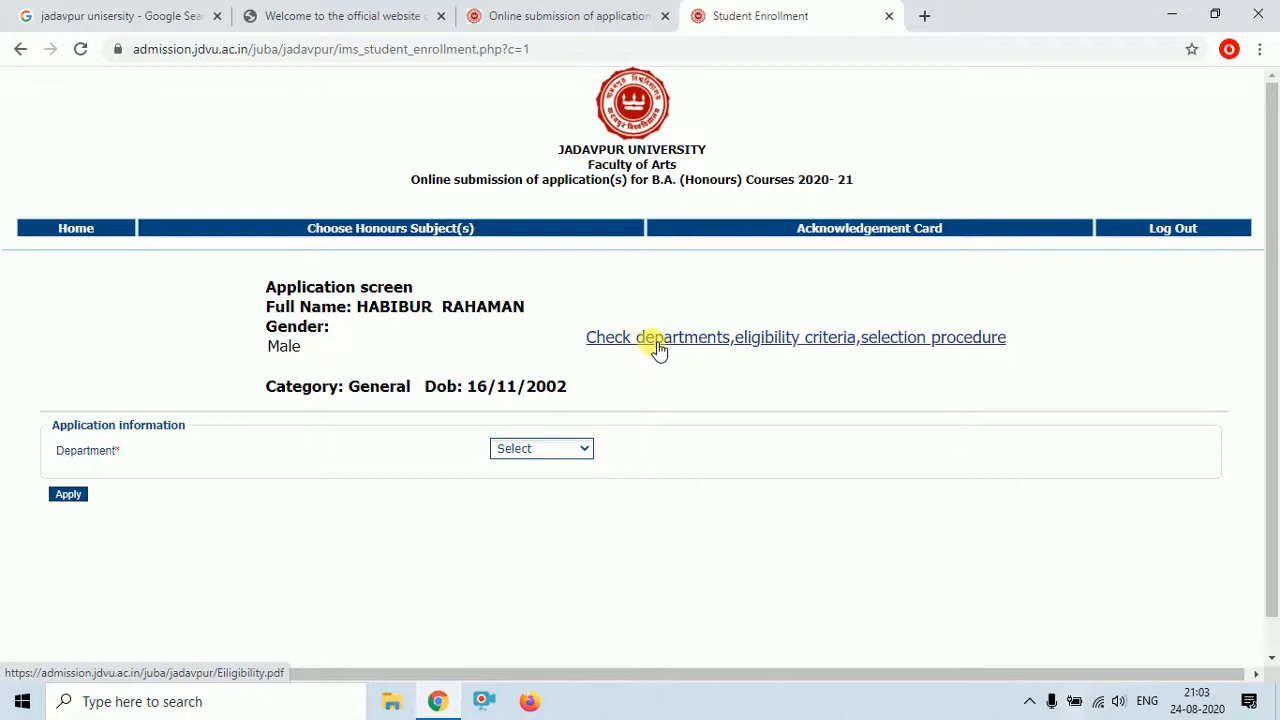 jadavpur unisersity - Google Sea
Welcome to the official website o
Online submission of application
Student Enrollment
admission.jdvu.ac.in/juba/jadavpur/ims_student_enrollment.php?c=1
JADAVPUR UNIVERSITY
Faculty of Arts
Online submission of application(s) for B.A. (Honours) Courses 2020- 21
Home
Choose Honours Subject(s)
Acknowledgement Card
Log Out
Application screen
Full Name: HABIBUR RAHAMAN
Gender:
Male
Check departments,eligibility criteria,selection procedure
Category: General Dob: 16/11/2002
Application information
Department*
Select
Apply
https://admission.jdvu.ac.in/juba/jadavpur/Eiligibility.pdf
Type here to search
ENG
21:03
24-08-2020